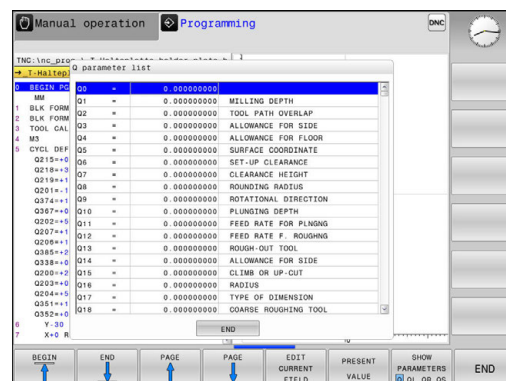 Manual operation
Programming
DNC
TNC:\nc_pro
→_T-Haltepl
Q parameter list
0 BEGIN PG
MM
1 BLK FORM
2 BLK FORM
3 TOOL CAL
4 M3
5 CYCL DEF
Q215=+0
Q218=+3
Q219=+1
Q201=-1
Q374=+1
Q367=+0
Q202=+5
Q207=+1
Q206=+1
Q385=+2
Q338=+0
Q200=+2
Q203=+0
Q204=+5
Q351=+1
Q352=+0
6 Y-30
7 X+0 R
Q0 = 0.000000000
Q1 = 0.000000000 MILLING DEPTH
Q2 = 0.000000000 TOOL PATH OVERLAP
Q3 = 0.000000000 ALLOWANCE FOR SIDE
Q4 = 0.000000000 ALLOWANCE FOR FLOOR
Q5 = 0.000000000 SURFACE COORDINATE
Q6 = 0.000000000 SET-UP CLEARANCE
Q7 = 0.000000000 CLEARANCE HEIGHT
Q8 = 0.000000000 ROUNDING RADIUS
Q9 = 0.000000000 ROTATIONAL DIRECTION
Q10 = 0.000000000 PLUNGING DEPTH
Q11 = 0.000000000 FEED RATE FOR PLNGNG
Q12 = 0.000000000 FEED RATE F. ROUGHNG
Q13 = 0.000000000 ROUGH-OUT TOOL
Q14 = 0.000000000 ALLOWANCE FOR SIDE
Q15 = 0.000000000 CLIMB OR UP-CUT
Q16 = 0.000000000 RADIUS
Q17 = 0.000000000 TYPE OF DIMENSION
Q18 = 0.000000000 COARSE ROUGHING TOOL
END
BEGIN
END
PAGE
PAGE
EDIT
CURRENT
FIELD
PRESENT
VALUE
SHOW
PARAMETERS
Q QL QR QS
END